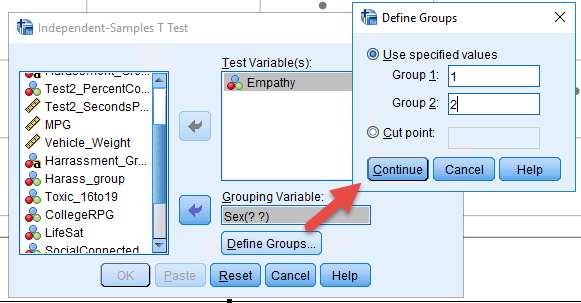 Independent-Samples T Test
Harassment_Gro...
Test2_PercentCo...
Test2_SecondsP...
MPG
Vehicle_Weight
Harrassment_Gr...
Harass_group
Toxic_16to19
CollegeRPG
LifeSat
SocialConnected
Test Variable(s):
Empathy
Grouping Variable:
Sex(? ?)
Define Groups...
OK Paste Reset Cancel Help
Define Groups
Use specified values
Group 1: 1
Group 2: 2
Cut point:
Continue Cancel Help